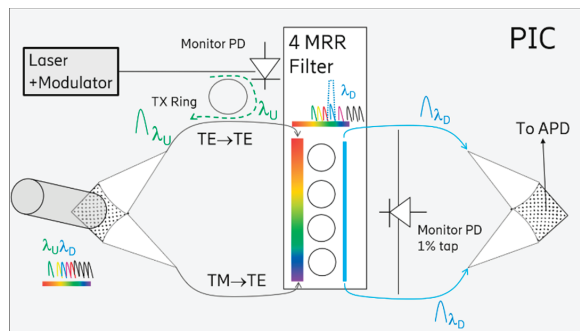 PIC
Laser
+Modulator
Monitor PD
4 MRR
Filter
λD
TX Ring
λU
λU
TE→TE
λD
To APD
Monitor PD
1% tap
λUλD
TM→TE
λD